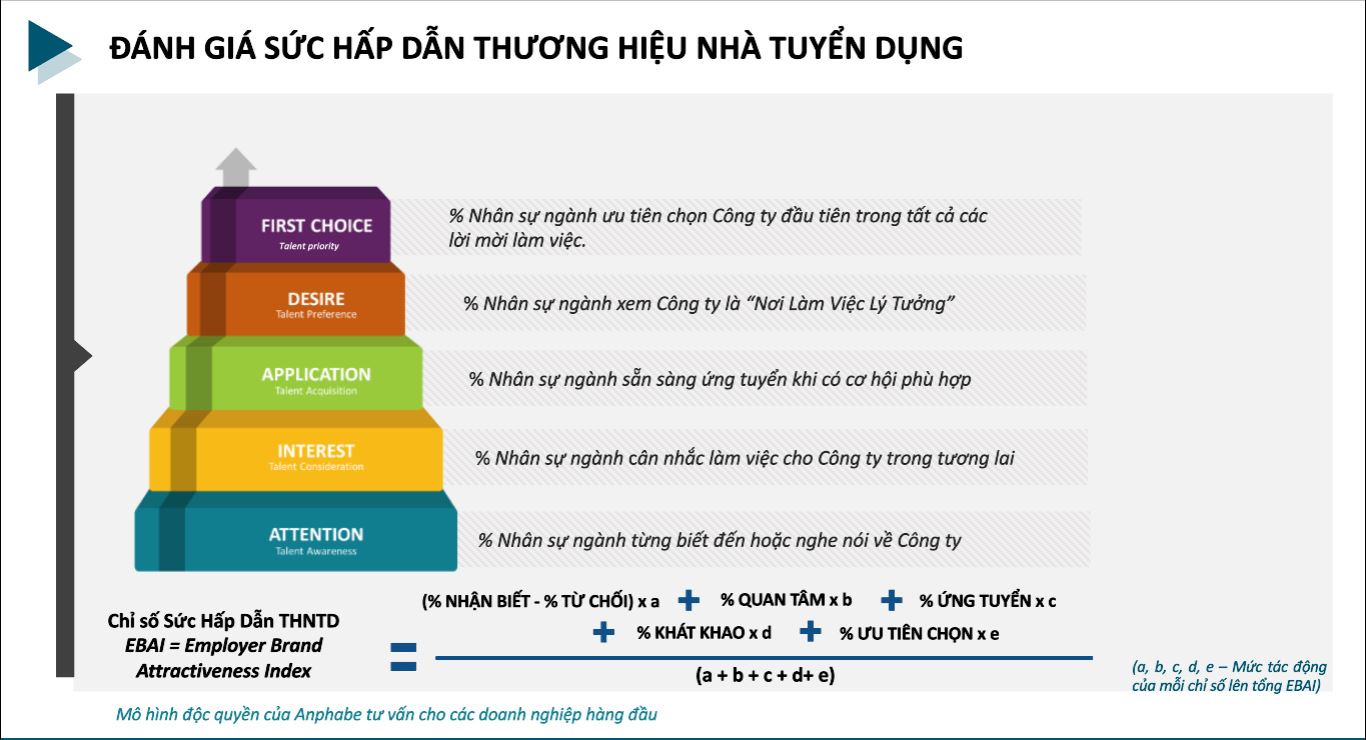 ĐÁNH GIÁ SỨC HẤP DẪN THƯƠNG HIỆU NHÀ TUYỂN DỤNG
FIRST CHOICE
Talent priority
% Nhân sự ngành ưu tiên chọn Công ty đầu tiên trong tất cả các
lời mời làm việc.
DESIRE
Talent Preference
% Nhân sự ngành xem Công ty là “Nơi Làm Việc Lý Tưởng”
APPLICATION
Talent Acquisition
% Nhân sự ngành sẵn sàng ứng tuyển khi có cơ hội phù hợp
INTEREST
Talent Consideration
% Nhân sự ngành cân nhắc làm việc cho Công ty trong tương lai
ATTENTION
Talent Awareness
% Nhân sự ngành từng biết đến hoặc nghe nói về Công ty
Chỉ số Sức Hấp Dẫn THNTD
EBAI = Employer Brand
Attractiveness Index
=
(% NHẬN BIẾT - % TỪ CHỐI) x a + % QUAN TÂM x b + % ỨNG TUYỂN x c
+ % KHÁT KHAO x d + % ƯU TIÊN CHỌN x e
(a + b + c + d+ e)
(a, b, c, d, e – Mức tác động
của mỗi chỉ số lên tổng EBAI)
Mô hình độc quyền của Anphabe tư vấn cho các doanh nghiệp hàng đầu